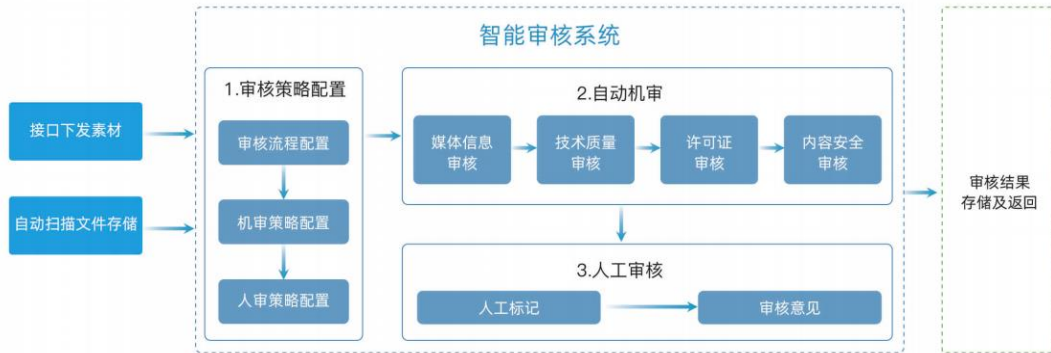 智能审核系统
接口下发素材
自动扫描文件存储
1.审核策略配置
审核流程配置
机审策略配置
人审策略配置
2.自动机审
媒体信息
审核
技术质量
审核
许可证
审核
内容安全
审核
3.人工审核
人工标记
审核意见
审核结果
存储及返回